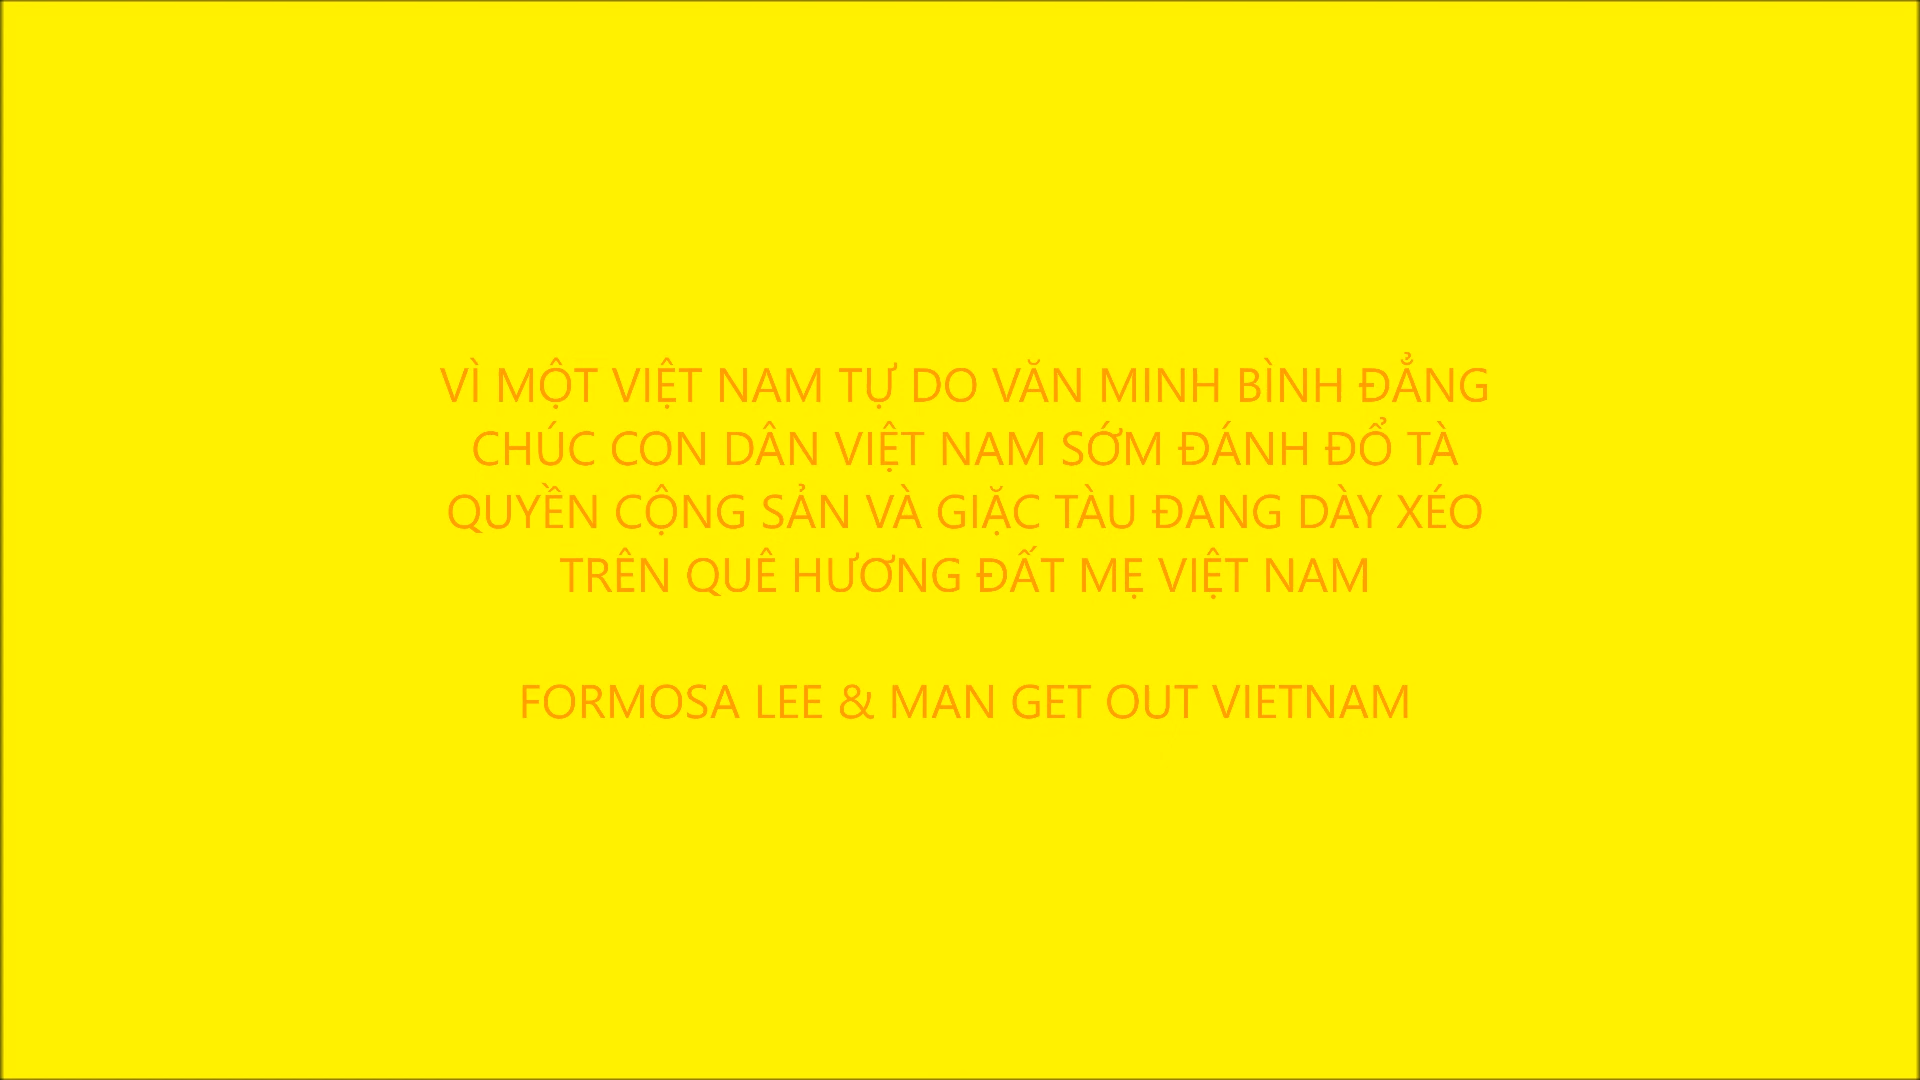 VÌ MỘT VIỆT NAM TỰ DO VĂN MINH BÌNH ĐẲNG
CHÚC CON DÂN VIỆT NAM SỚM ĐÁNH ĐỔ TÀ
QUYỀN CỘNG SẢN VÀ GIẶC TÀU ĐANG DÀY XÉO
TRÊN QUÊ HƯƠNG ĐẤT MẸ VIỆT NAM
FORMOSA LEE & MAN GET OUT VIETNAM